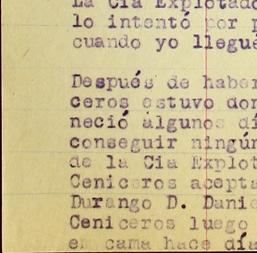 La Cia Explotado
lo intentó por p
cuando yo llegué
Después de haber
ceros estuvo don
neció algunos dí
conseguir ningún
de la Cia Explot
Ceniceros acepta
Durango D. Danie
Ceniceros luego
en cama hace día